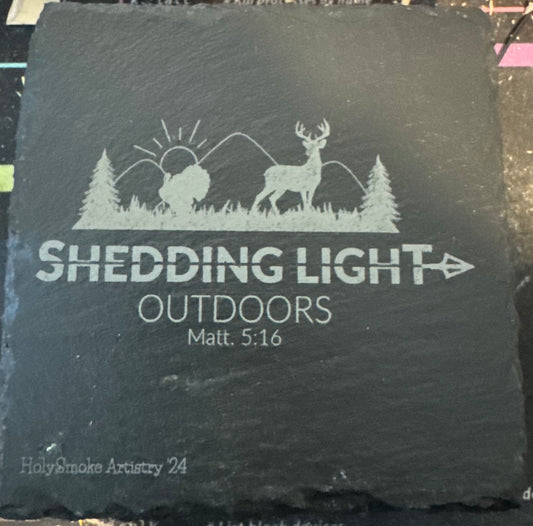 SHEDDING LIGHT
OUTDOORS
Matt. 5:16
HolySmoke Artistry '24